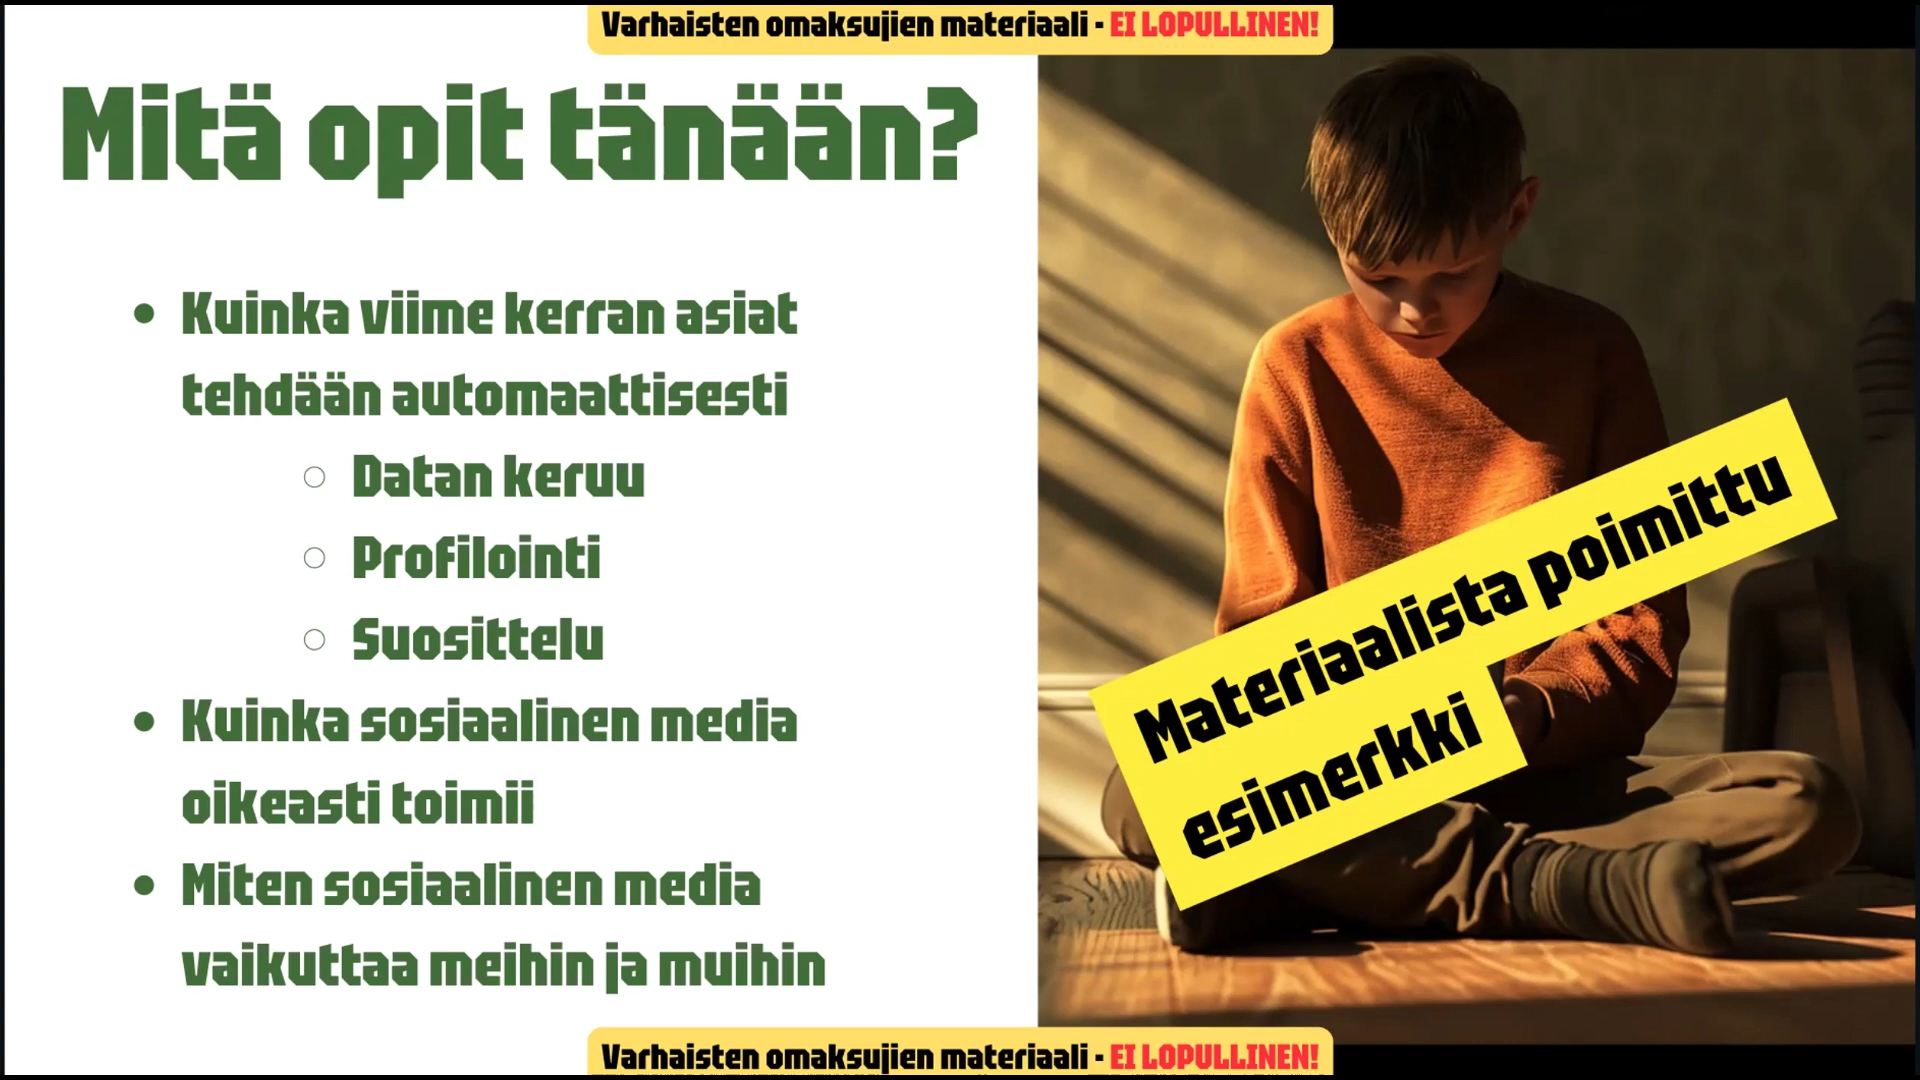 Varhaisten omaksujien materiaali - EI LOPULLINEN!
Mitä opit tänään?
• Kuinka viime kerran asiat
tehdään automaattisesti
○ Datan keruu
○ Profilointi
○ Suosittelu
• Kuinka sosiaalinen media
oikeasti toimii
• Miten sosiaalinen media
vaikuttaa meihin ja muihin
Materiaalista poimittu
esimerkki
Varhaisten omaksujien materiaali - EI LOPULLINEN!